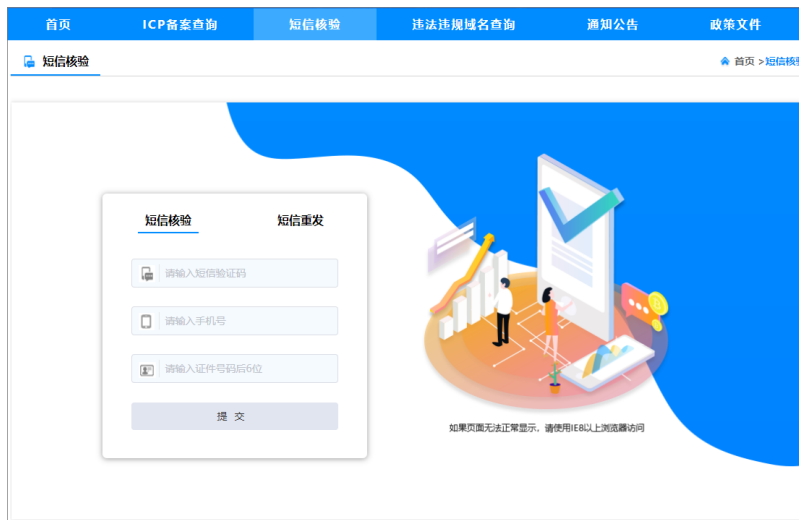 首页 ICP备案查询 短信核验 违法违规域名查询 通知公告 政策文件
短信核验
首页 >短信核验
短信核验 短信重发
请输入短信验证码
请输入手机号
请输入证件号码后6位
提 交
如果页面无法正常显示，请使用IE8以上浏览器访问